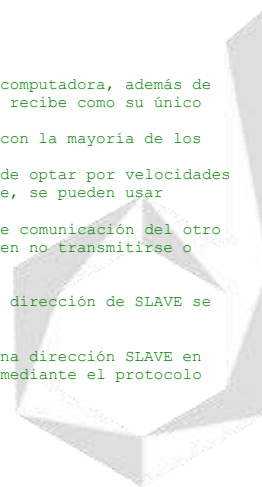 computadora, además de
recibe como su único
con la mayoría de los
de optar por velocidades
e, se pueden usar
e comunicación del otro
en no transmitirse o
dirección de SLAVE se
na dirección SLAVE en
mediante el protocolo